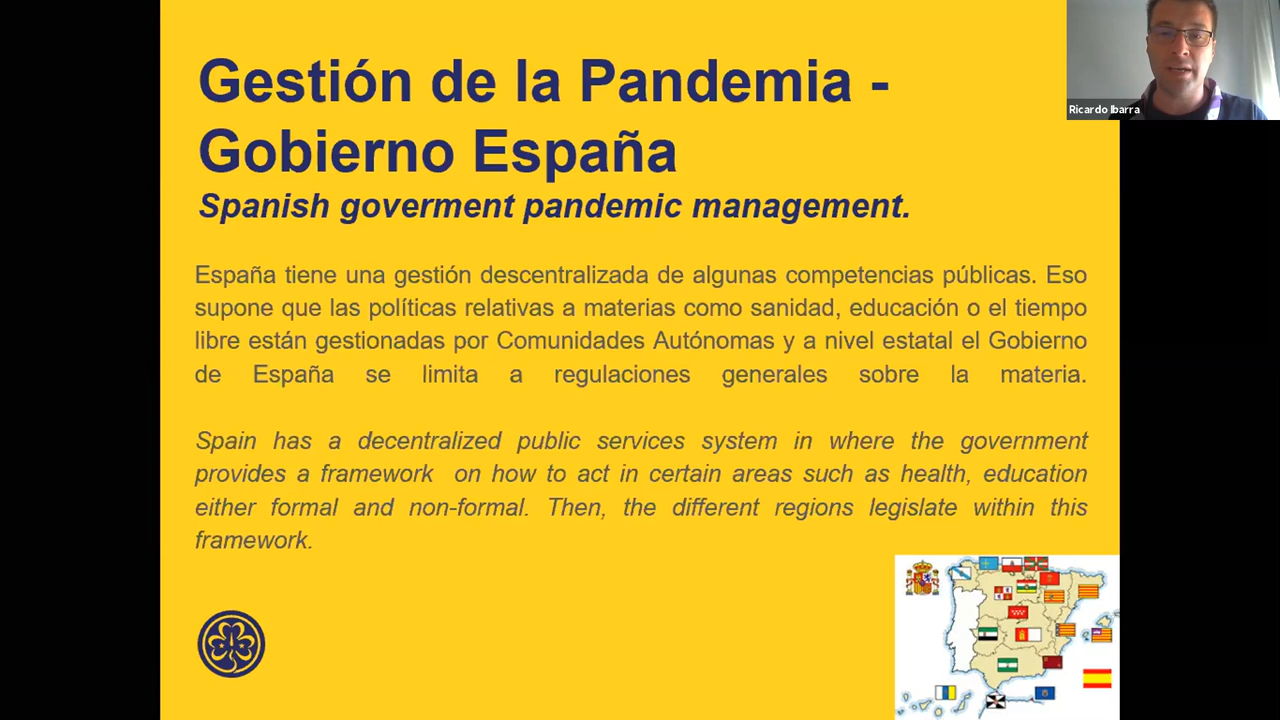 Gestión de la Pandemia -
Gobierno España
Spanish goverment pandemic management.
Ricardo Ibarra
España tiene una gestión descentralizada de algunas competencias públicas. Eso
supone que las políticas relativas a materias como sanidad, educación o el tiempo
libre están gestionadas por Comunidades Autónomas y a nivel estatal el Gobierno
de España se limita a regulaciones generales sobre la materia.
Spain has a decentralized public services system in where the government
provides a framework on how to act in certain areas such as health, education
either formal and non-formal. Then, the different regions legislate within this
framework.